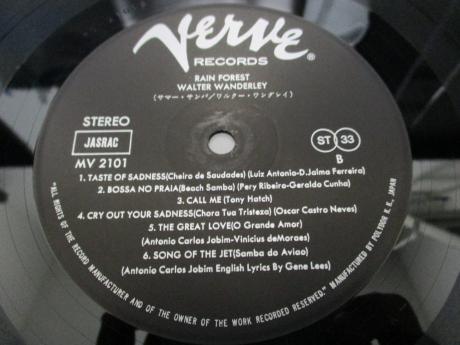 Verve
RECORDS ®
RAIN FOREST
WALTER WANDERLEY
(サマー・サンバ/ワルター・ワンダレイ)
STEREO
JASRAC
MV 2101
ST 33
B
1. TASTE OF SADNESS(Cheiro de Saudades) (Luiz Antonio-D.Jaima Ferreira)
2. BOSSA NO PRAIA(Beach Samba) (Pery Ribeiro-Geraldo Cunha)
3. CALL ME(Tony Hatch)
4. CRY OUT YOUR SADNESS(Chora Tua Tristeza) (Oscar Castro Neves)
5. THE GREAT LOVE(O Grande Amor)
(Antonio Carlos Jobim-Vinicius deMoraes)
6. SONG OF THE JET(Samba do Aviao)
(Antonio Carlos Jobim English Lyrics By Gene Lees)
"ALL RIGHTS OF THE RECORD MANUFACTURER AND OF THE OWNER OF THE WORK RECORDED RESERVED." MANUFACTURED BY POLYDOR K. K., JAPAN